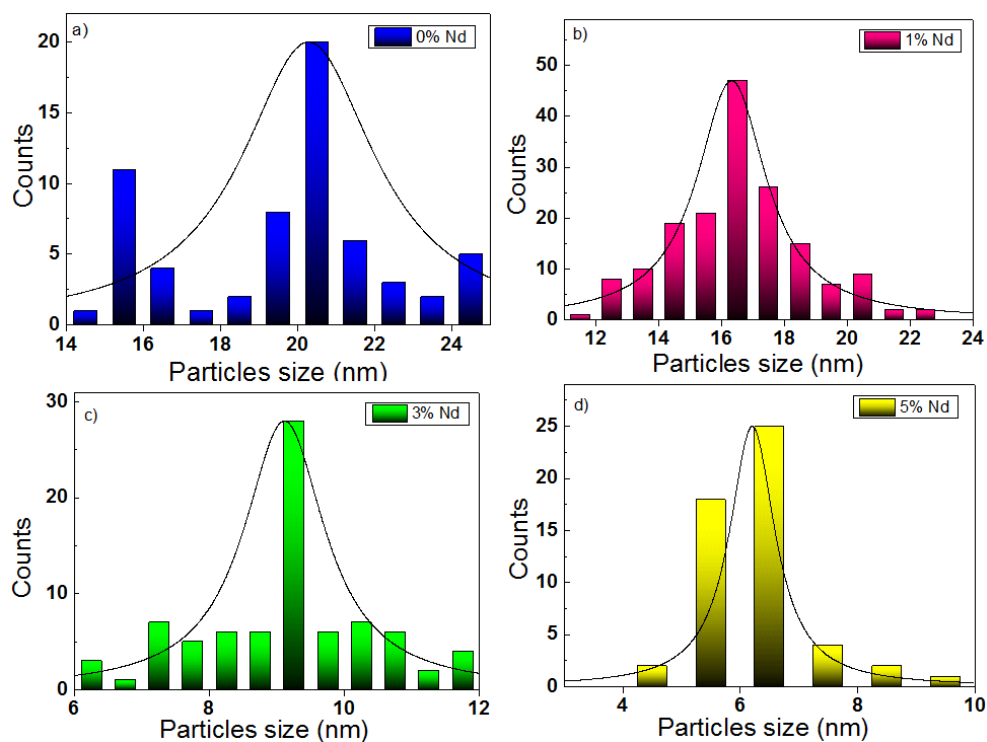 a)
0% Nd
20
15
10
5
0
Counts
14 16 18 20 22 24
Particles size (nm)
b)
1% Nd
50
40
30
20
10
0
Counts
12 14 16 18 20 22 24
Particles size (nm)
c)
3% Nd
30
20
10
0
Counts
6 8 10 12
Particles size (nm)
d)
5% Nd
25
20
15
10
5
0
Counts
4 6 8 10
Particles size (nm)